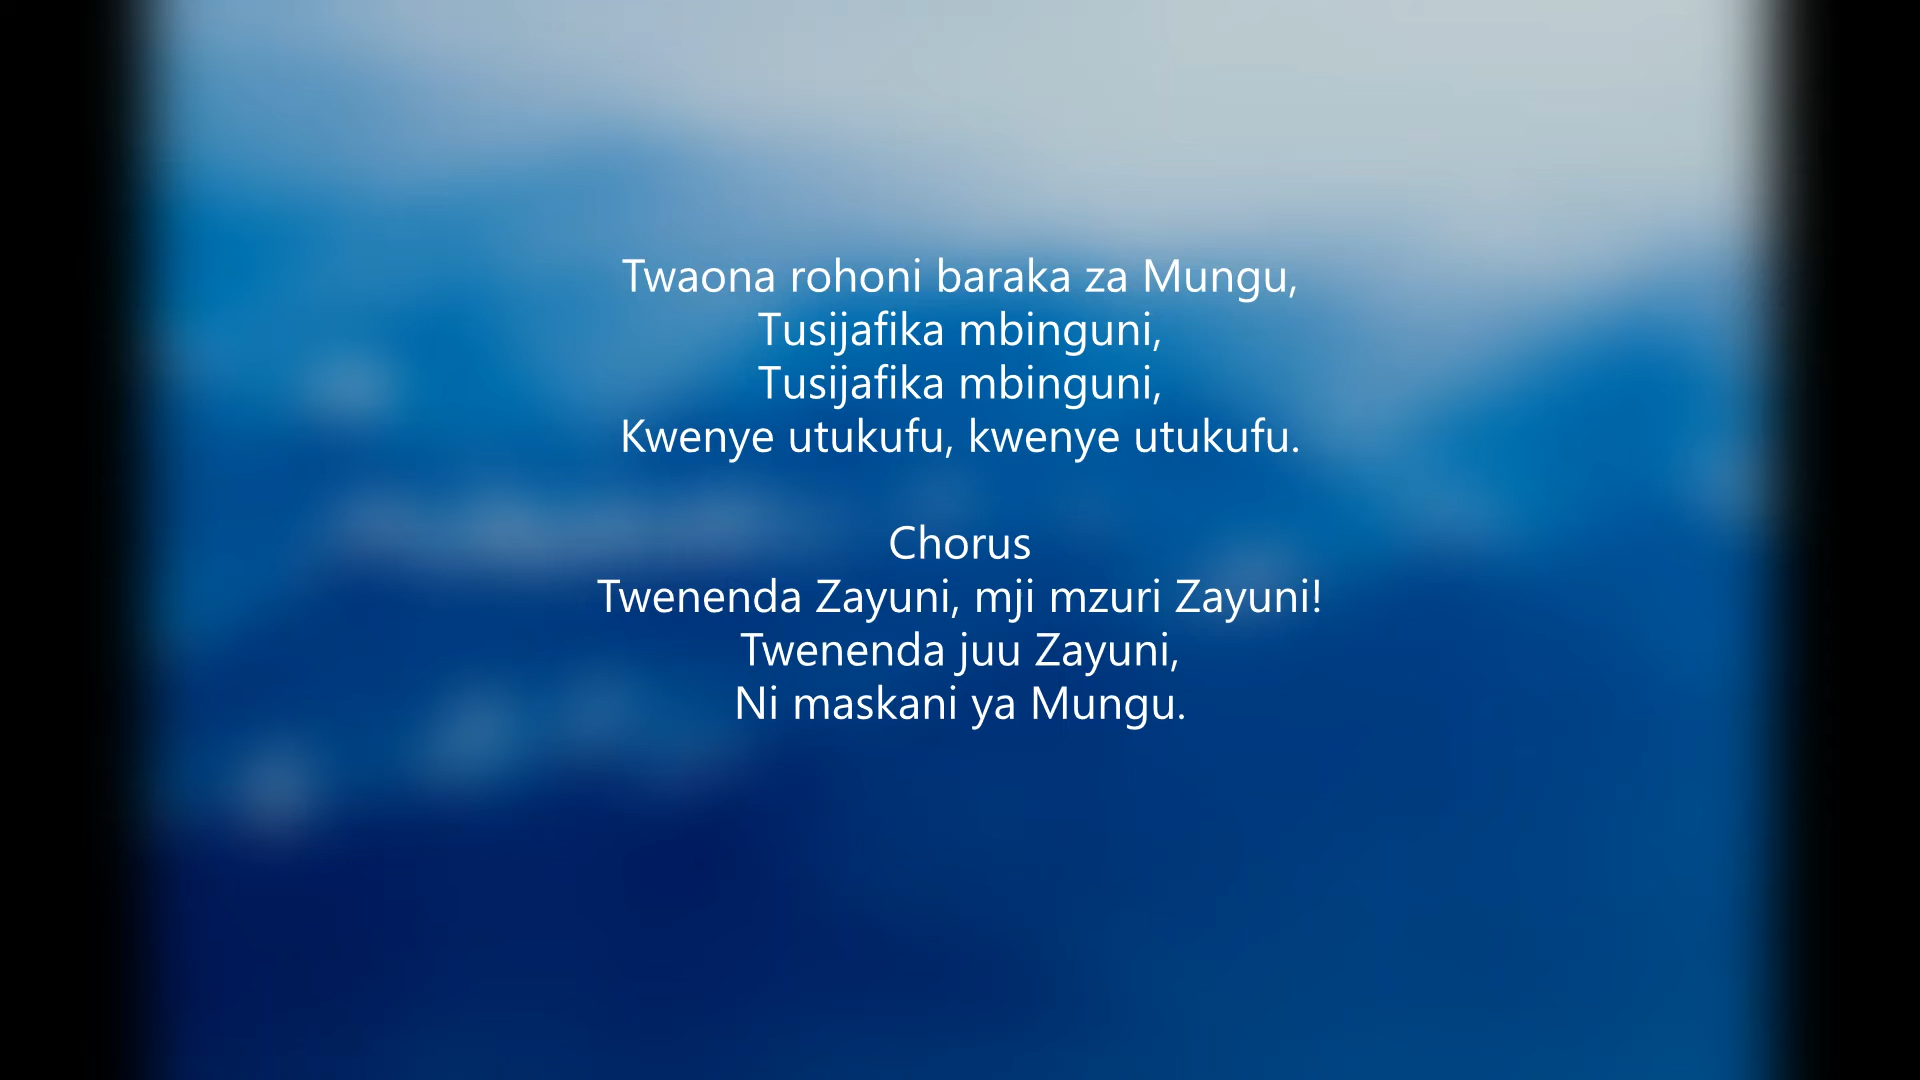 Twaona rohoni baraka za Mungu,
Tusijafika mbinguni,
Tusijafika mbinguni,
Kwenye utukufu, kwenye utukufu.
Chorus
Twenenda Zayuni, mji mzuri Zayuni!
Twenenda juu Zayuni,
Ni maskani ya Mungu.